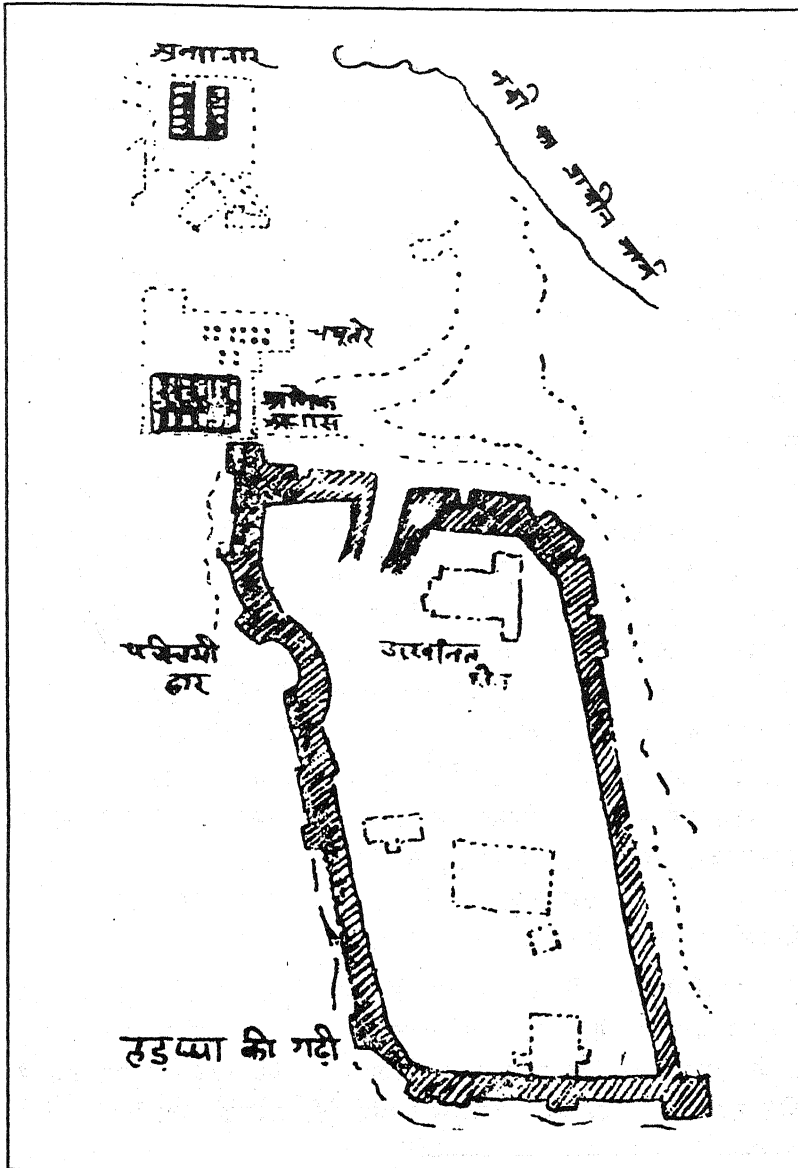 अन्नागार
नदी का प्राचीन मार्ग
चबूतरे
श्रमिक
आवास
पश्चिमी
द्वार
उत्खनित
क्षेत्र
हड़प्पा की गढ़ी